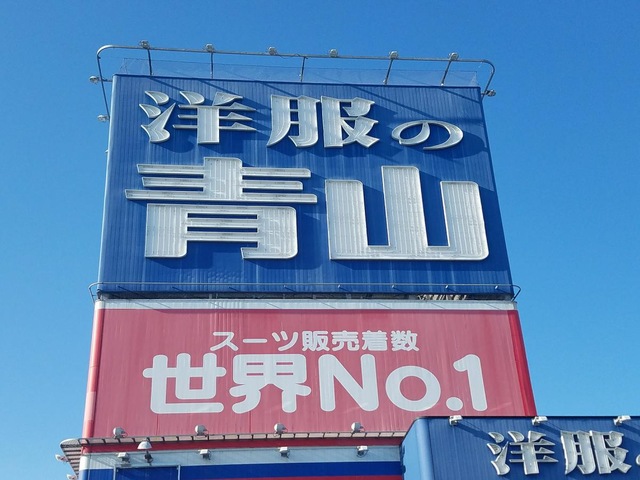 洋服の
青山
スーツ販売着数
世界No.1
洋服